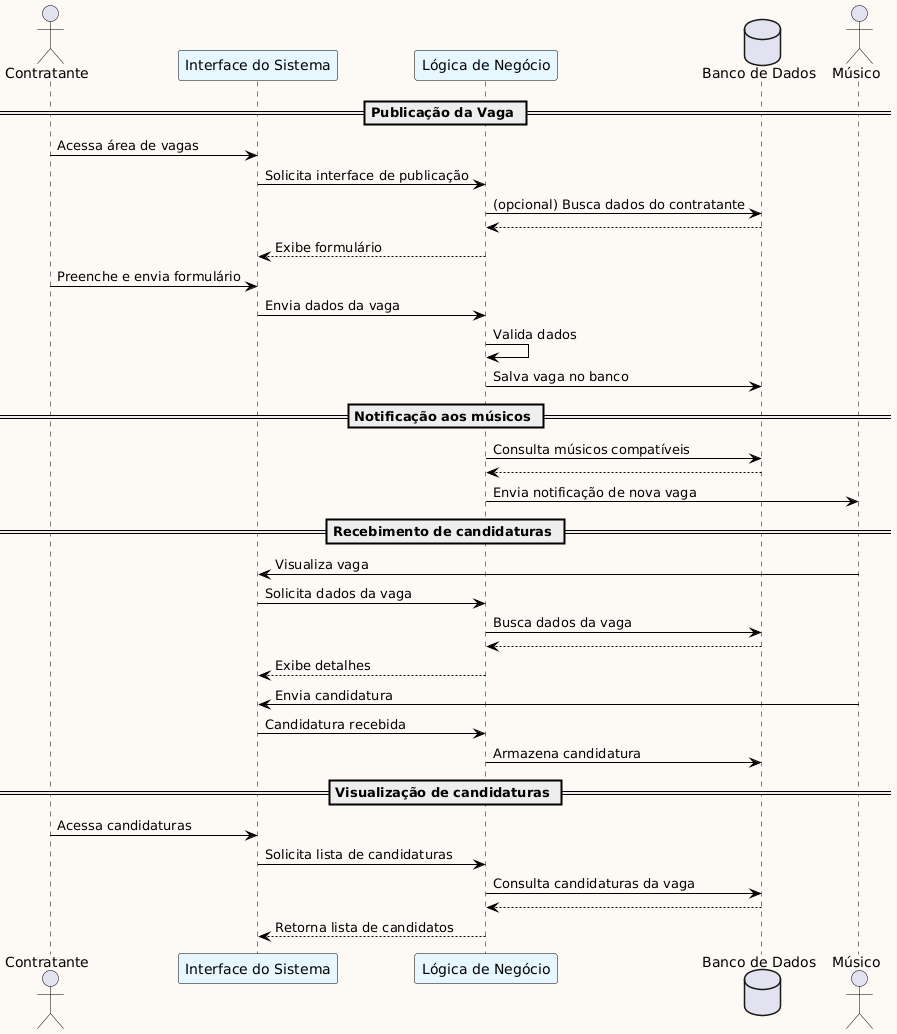 Contratante
Interface do Sistema
Lógica de Negócio
Banco de Dados
Músico
Publicação da Vaga
Acessa área de vagas
Solicita interface de publicação
(opcional) Busca dados do contratante
Exibe formulário
Preenche e envia formulário
Envia dados da vaga
Valida dados
Salva vaga no banco
Notificação aos músicos
Consulta músicos compatíveis
Envia notificação de nova vaga
Recebimento de candidaturas
Visualiza vaga
Solicita dados da vaga
Busca dados da vaga
Exibe detalhes
Envia candidatura
Candidatura recebida
Armazena candidatura
Visualização de candidaturas
Acessa candidaturas
Solicita lista de candidaturas
Consulta candidaturas da vaga
Retorna lista de candidatos
Contratante
Interface do Sistema
Lógica de Negócio
Banco de Dados
Músico